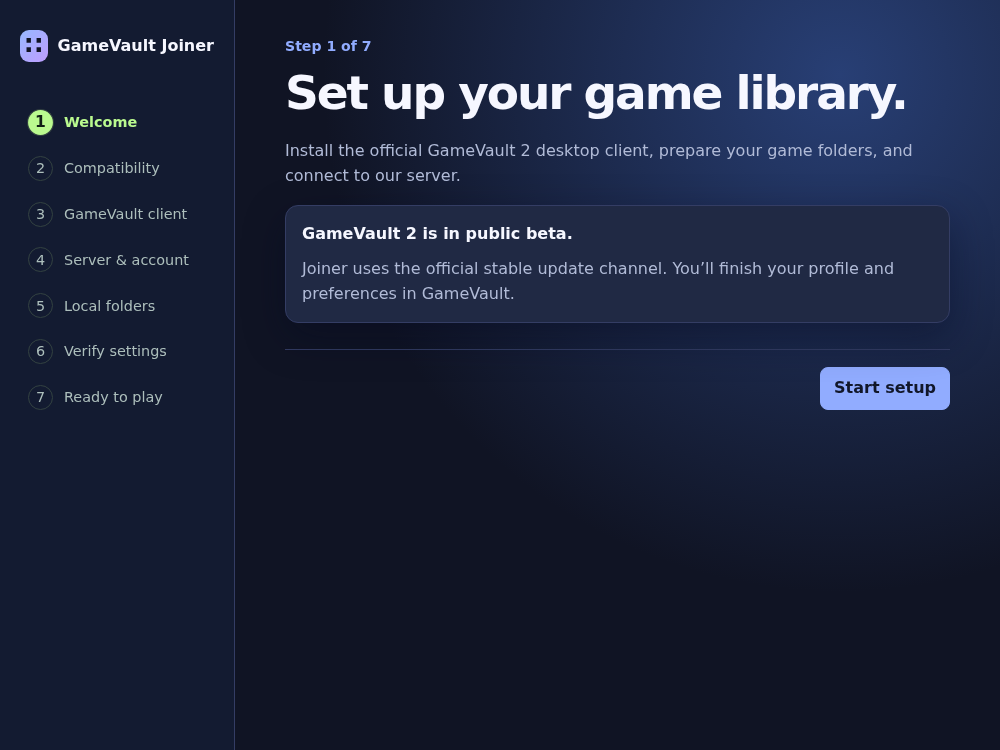 GameVault Joiner
1 Welcome
2 Compatibility
3 GameVault client
4 Server & account
5 Local folders
6 Verify settings
7 Ready to play
Step 1 of 7
Set up your game library.
Install the official GameVault 2 desktop client, prepare your game folders, and
connect to our server.
GameVault 2 is in public beta.
Joiner uses the official stable update channel. You’ll finish your profile and
preferences in GameVault.
Start setup